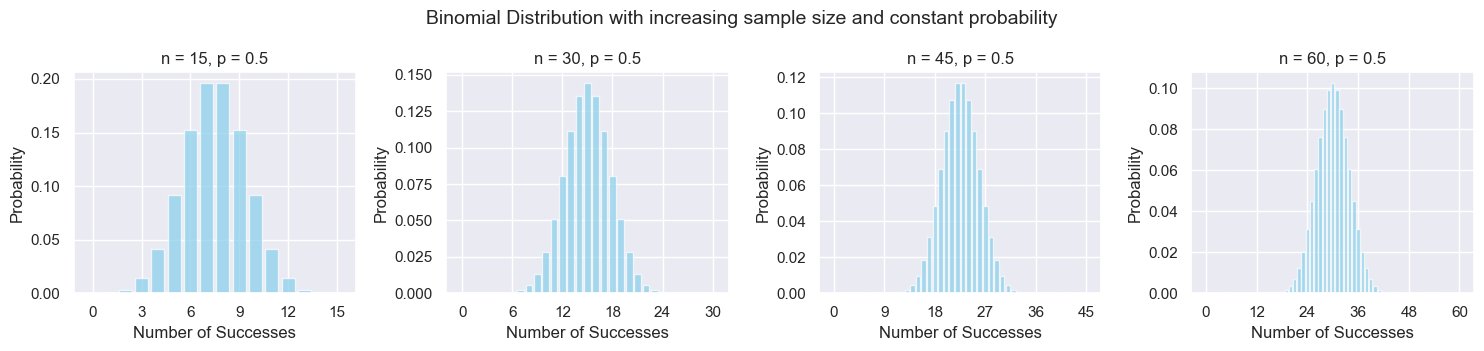 Binomial Distribution with increasing sample size and constant probability
n = 15, p = 0.5
0.20
0.15
0.10
0.05
0.00
Probability
0 3 6 9 12 15
Number of Successes
n = 30, p = 0.5
0.150
0.125
0.100
0.075
0.050
0.025
0.000
Probability
0 6 12 18 24 30
Number of Successes
n = 45, p = 0.5
0.12
0.10
0.08
0.06
0.04
0.02
0.00
Probability
0 9 18 27 36 45
Number of Successes
n = 60, p = 0.5
0.10
0.08
0.06
0.04
0.02
0.00
Probability
0 12 24 36 48 60
Number of Successes